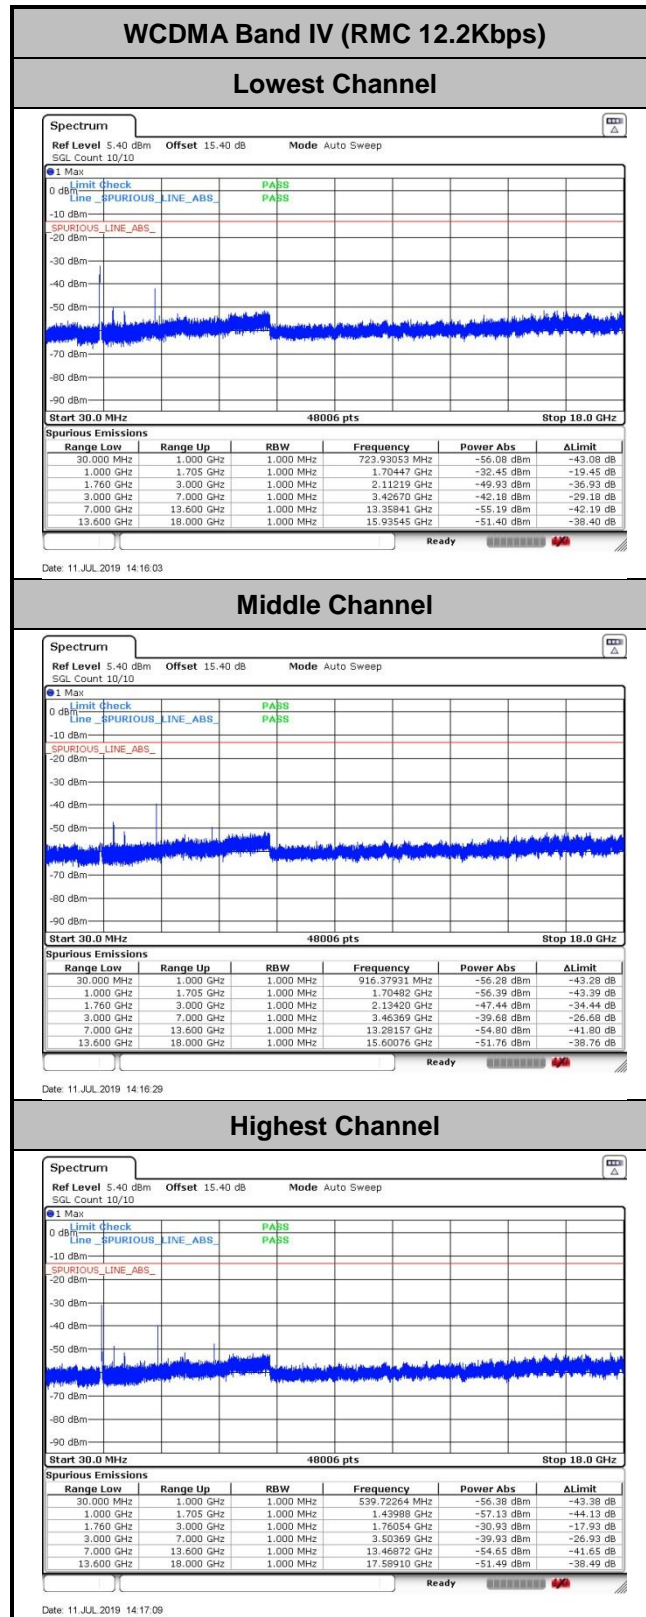 WCDMA Band IV (RMC 12.2Kbps)
Lowest Channel
Spectrum
Ref Level 5.40 dBm Offset 15.40 dB Mode Auto Sweep
SGL Count 10/10
1 Max
Limit Check PASS
0 dBm
Line _SPURIOUS_LINE_ABS_ PASS
-10 dBm
_SPURIOUS_LINE_ABS_
-20 dBm
-30 dBm
-40 dBm
-50 dBm
-70 dBm
-80 dBm
-90 dBm
Start 30.0 MHz 48006 pts Stop 18.0 GHz
Spurious Emissions
Range Low Range Up RBW Frequency Power Abs ΔLimit
30.000 MHz 1.000 GHz 1.000 MHz 723.93053 MHz -56.08 dBm -43.08 dB
1.000 GHz 1.705 GHz 1.000 MHz 1.70447 GHz -32.45 dBm -19.45 dB
1.760 GHz 3.000 GHz 1.000 MHz 2.11219 GHz -49.93 dBm -36.93 dB
3.000 GHz 7.000 GHz 1.000 MHz 3.42670 GHz -42.18 dBm -29.18 dB
7.000 GHz 13.600 GHz 1.000 MHz 13.35841 GHz -55.19 dBm -42.19 dB
13.600 GHz 18.000 GHz 1.000 MHz 15.93545 GHz -51.40 dBm -38.40 dB
Ready
Date: 11.JUL.2019 14:16:03
Middle Channel
Spectrum
Ref Level 5.40 dBm Offset 15.40 dB Mode Auto Sweep
SGL Count 10/10
1 Max
Limit Check PASS
0 dBm
Line _SPURIOUS_LINE_ABS_ PASS
-10 dBm
_SPURIOUS_LINE_ABS_
-20 dBm
-30 dBm
-40 dBm
-50 dBm
-70 dBm
-80 dBm
-90 dBm
Start 30.0 MHz 48006 pts Stop 18.0 GHz
Spurious Emissions
Range Low Range Up RBW Frequency Power Abs ΔLimit
30.000 MHz 1.000 GHz 1.000 MHz 916.37931 MHz -56.28 dBm -43.28 dB
1.000 GHz 1.705 GHz 1.000 MHz 1.70482 GHz -56.39 dBm -43.39 dB
1.760 GHz 3.000 GHz 1.000 MHz 2.13420 GHz -47.44 dBm -34.44 dB
3.000 GHz 7.000 GHz 1.000 MHz 3.46369 GHz -39.68 dBm -26.68 dB
7.000 GHz 13.600 GHz 1.000 MHz 13.28157 GHz -54.80 dBm -41.80 dB
13.600 GHz 18.000 GHz 1.000 MHz 15.60076 GHz -51.76 dBm -38.76 dB
Ready
Date: 11.JUL.2019 14:16:29
Highest Channel
Spectrum
Ref Level 5.40 dBm Offset 15.40 dB Mode Auto Sweep
SGL Count 10/10
1 Max
Limit Check PASS
0 dBm
Line _SPURIOUS_LINE_ABS_ PASS
-10 dBm
_SPURIOUS_LINE_ABS_
-20 dBm
-30 dBm
-40 dBm
-50 dBm
-70 dBm
-80 dBm
-90 dBm
Start 30.0 MHz 48006 pts Stop 18.0 GHz
Spurious Emissions
Range Low Range Up RBW Frequency Power Abs ΔLimit
30.000 MHz 1.000 GHz 1.000 MHz 539.72264 MHz -56.38 dBm -43.38 dB
1.000 GHz 1.705 GHz 1.000 MHz 1.43988 GHz -57.13 dBm -44.13 dB
1.760 GHz 3.000 GHz 1.000 MHz 1.76054 GHz -30.93 dBm -17.93 dB
3.000 GHz 7.000 GHz 1.000 MHz 3.50369 GHz -39.93 dBm -26.93 dB
7.000 GHz 13.600 GHz 1.000 MHz 13.46872 GHz -54.65 dBm -41.65 dB
13.600 GHz 18.000 GHz 1.000 MHz 17.58910 GHz -51.49 dBm -38.49 dB
Ready
Date: 11.JUL.2019 14:17:09